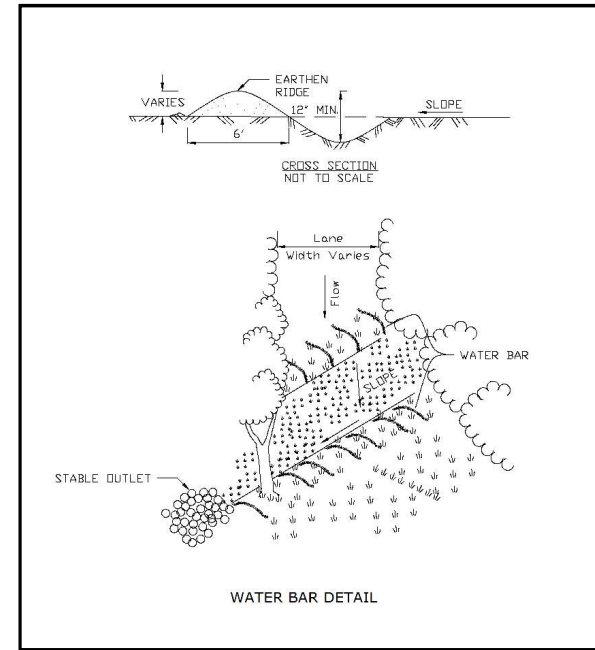 EARTHEN
RIDGE
VARIES
12" MIN.
SLOPE
6'
CROSS SECTION
NOT TO SCALE
Lane
Width Varies
Flow
WATER BAR
SLOPE
STABLE OUTLET
WATER BAR DETAIL